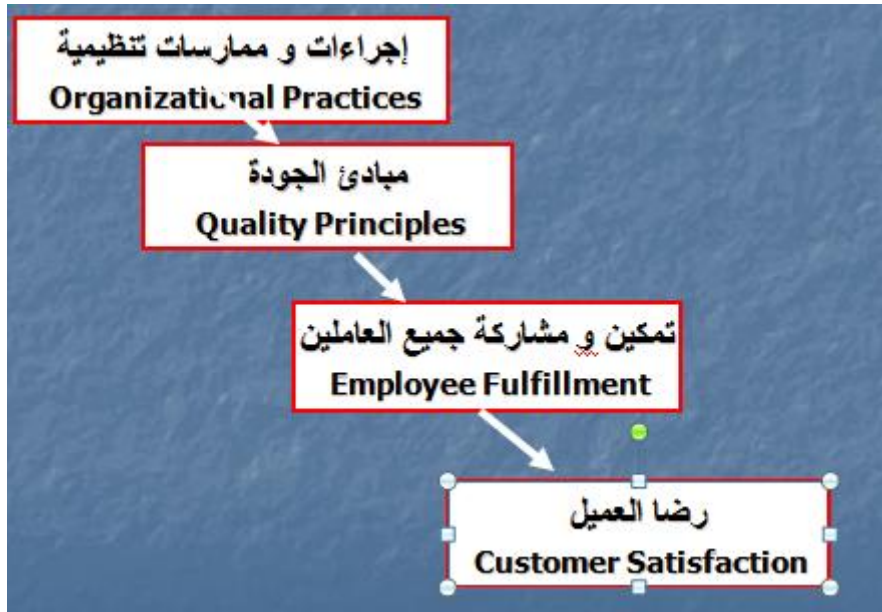 إجراءات و ممارسات تنظيمية
Organizational Practices
مبادئ الجودة
Quality Principles
تمكين و مشاركة جميع العاملين
Employee Fulfillment
رضا العميل
Customer Satisfaction